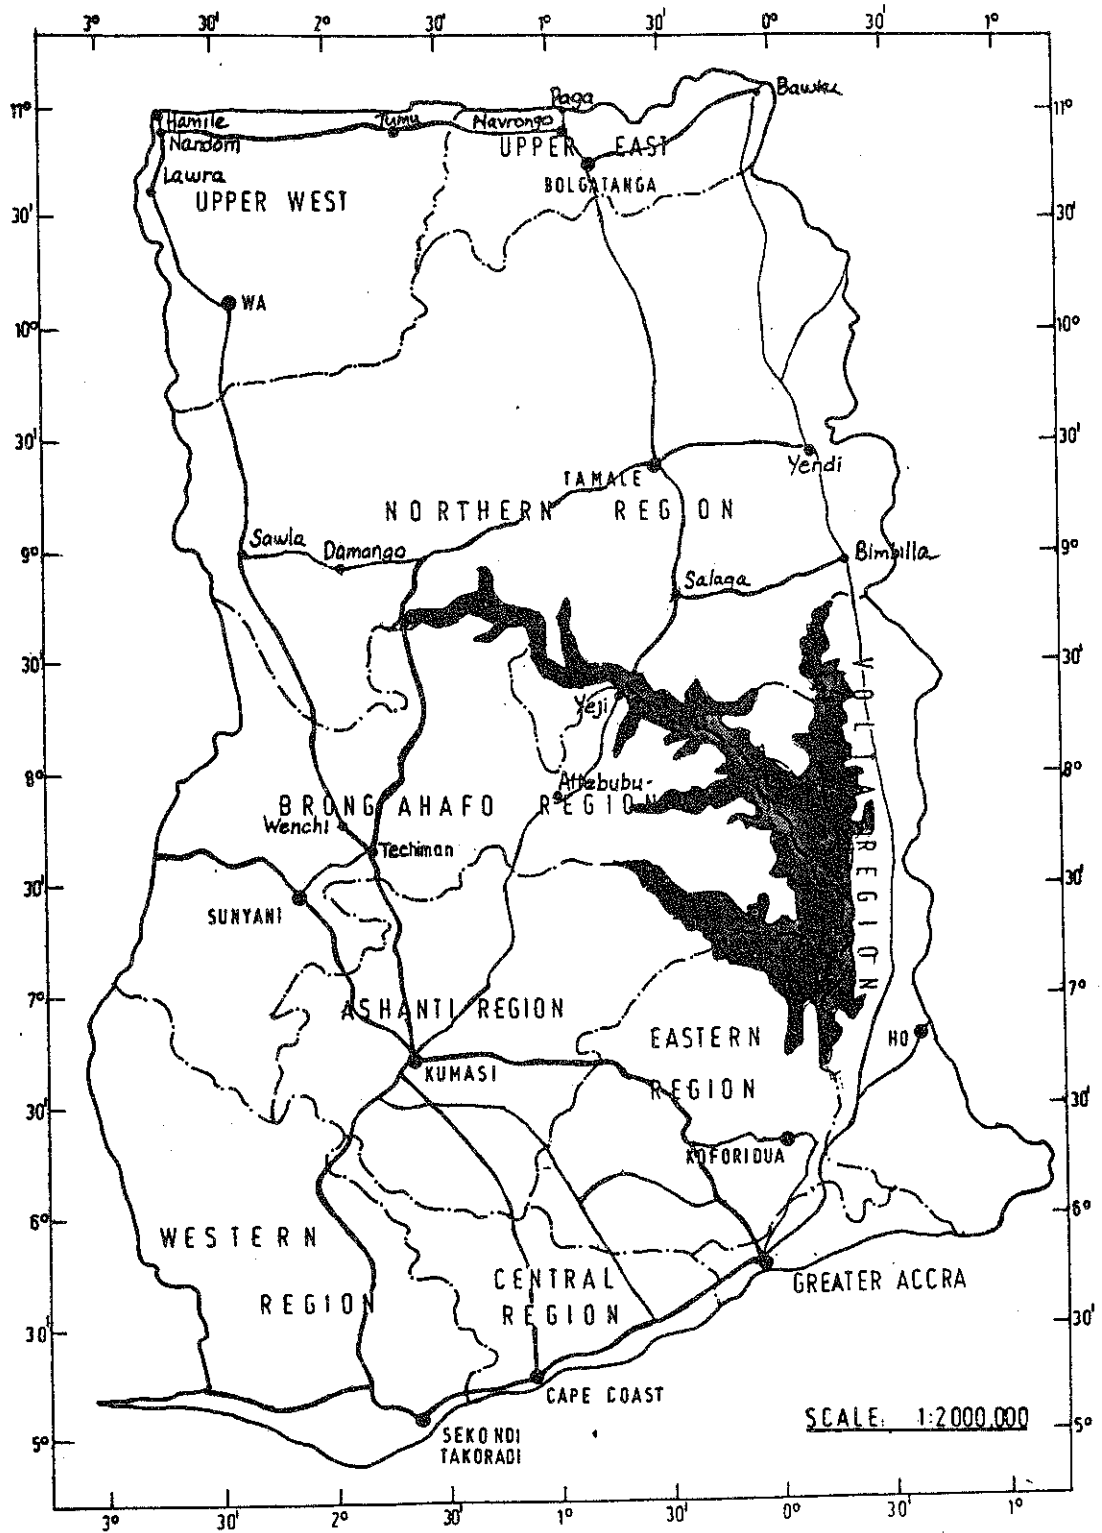 3° 30' 2° 30' 1° 30' 0° 30' 1°
11° 11°
Paga
Bawku
Hamile
Tumu
Navrongo
Nandom
UPPER EAST
Lawra
BOLGATANGA
UPPER WEST
30' 30'
WA
10° 10°
30' 30'
Yendi
TAMALE
NORTHERN REGION
Sawla
Damango
9° 9°
Bimbilla
Salaga
30' 30'
VOLTA REGION
Yeji
8° 8°
Attebubu
BRONG AHAFO REGION
Wenchi
Techiman
30' 30'
SUNYANI
7° 7°
ASHANTI REGION
EASTERN
REGION
HO
KUMASI
30' 30'
KOFORIDUA
6° 6°
WESTERN
REGION
CENTRAL
REGION
GREATER ACCRA
30' 30'
CAPE COAST
SCALE: 1:2000.000
5° 5°
SEKONDI
TAKORADI
3° 30' 2° 30' 1° 30' 0° 30' 1°